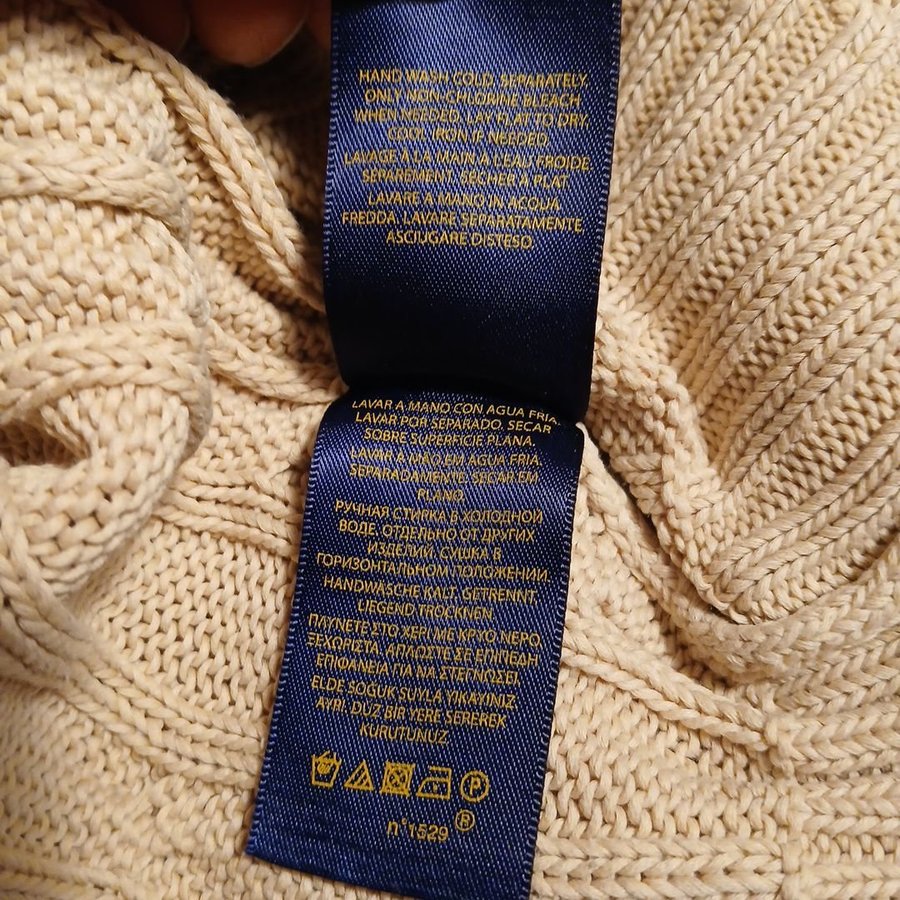 HAND WASH COLD, SEPARATELY.
ONLY NON-CHLORINE BLEACH
WHEN NEEDED. LAY FLAT TO DRY.
COOL IRON IF NEEDED.
LAVAGE A LA MAIN A L'EAU FROIDE
SEPAREMENT. SECHER A PLAT
LAVARE A MANO IN ACQUA
FREDDA. LAVARE SEPARATAMENTE.
ASCIUGARE DISTESO
LAVAR A MANO CON AGUA FRIA.
LAVAR POR SEPARADO. SECAR
SOBRE SUPERFICIE PLANA.
LAVAR A MÃO EM AGUA FRIA.
SEPARADAMENTE. SECAR EM
PLANO.
РУЧНАЯ СТИРКА В ХОЛОДНОЙ
ВОДЕ. ОТДЕЛЬНО ОТ ДРУГИХ
ИЗДЕЛИЙ. СУШКА В
ГОРИЗОНТАЛЬНОМ ПОЛОЖЕНИИ.
HANDWASCHE KALT, GETRENNT.
LIEGEND TROCKNEN
ΠΛΥΝΕΤΕ ΣΤΟ ΧΕΡΙ ΜΕ ΚΡΥΟ ΝΕΡΟ,
ΞΕΧΩΡΙΣΤΑ. ΑΠΛΩΣΤΕ ΣΕ ΕΠΙΠΕΔΗ
ΕΠΙΦΑΝΕΙΑ ΓΙΑ ΝΑ ΣΤΕΓΝΩΣΕΙ
ELDE SOGUK SUYLA YIKAYINIZ.
AYRI. DUZ BIR YERE SEREREK
KURUTUNUZ
P
n°1529 ®